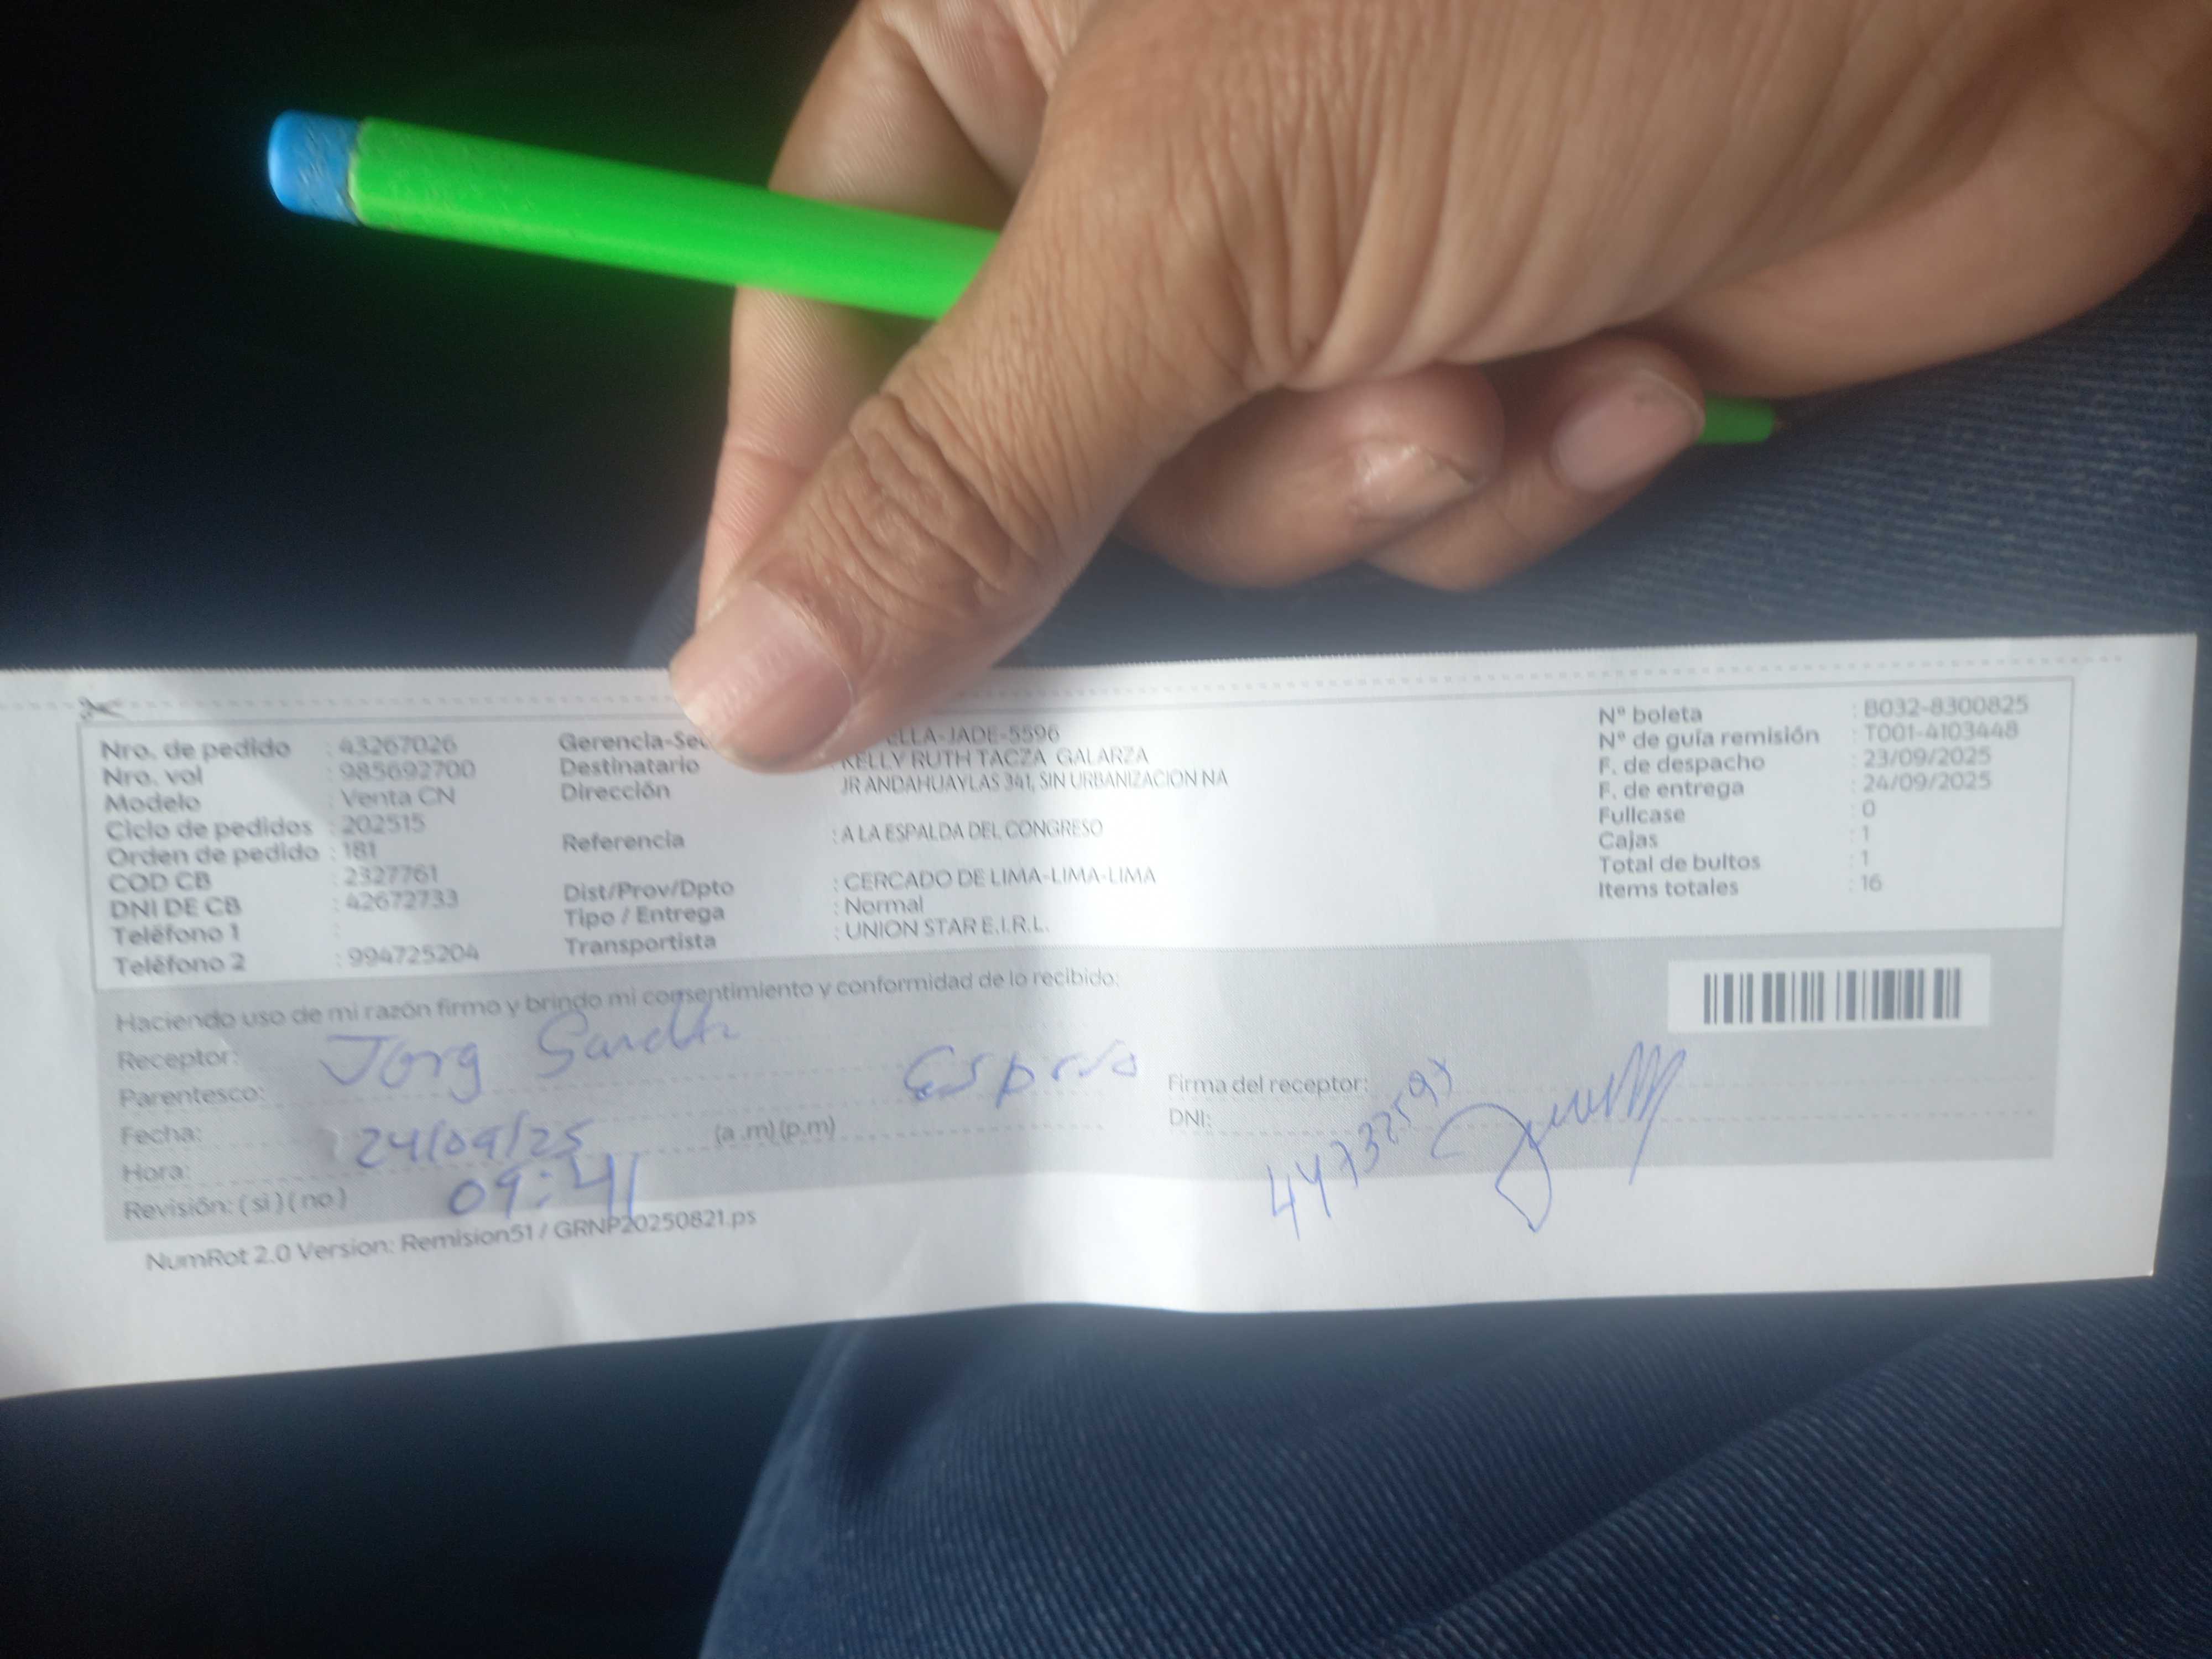 Nro. de pedido : 43267026
Nro. vol : 985692700
Modelo : Venta CN
Ciclo de pedidos : 202515
Orden de pedido : 181
COD CB : 2327761
DNI DE CB : 42672733
Teléfono 1 :
Teléfono 2 : 994725204
Gerencia-Sec ELLA-JADE-5596
Destinatario : KELLY RUTH TACZA GALARZA
Dirección JR ANDAHUAYLAS 341, SIN URBANIZACION NA
Referencia : A LA ESPALDA DEL CONGRESO
Dist/Prov/Dpto : CERCADO DE LIMA-LIMA-LIMA
Tipo / Entrega : Normal
Transportista : UNION STAR E.I.R.L.
N° boleta : B032-8300825
N° de guía remisión : T001-4103448
F. de despacho : 23/09/2025
F. de entrega : 24/09/2025
Fullcase : 0
Cajas : 1
Total de bultos : 1
Items totales : 16
Haciendo uso de mi razón firmo y brindo mi consentimiento y conformidad de lo recibido:
Receptor: Jorg
Parentesco:
Fecha: 24/09/25 (a.m) (p.m)
Hora: 09:41
Revisión: ( si ) ( no )
Firma del receptor:
DNI:
NumRot 2.0 Version: Remision51 / GRNP20250821.ps